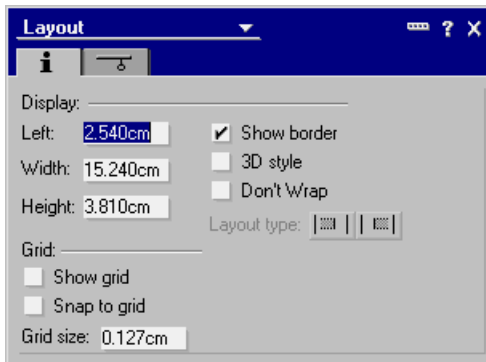 Layout
? X
i
Display:
Left: 2.540cm
Show border
Width: 15.240cm
3D style
Don't Wrap
Height: 3.810cm
Layout type:
Grid:
Show grid
Snap to grid
Grid size: 0.127cm